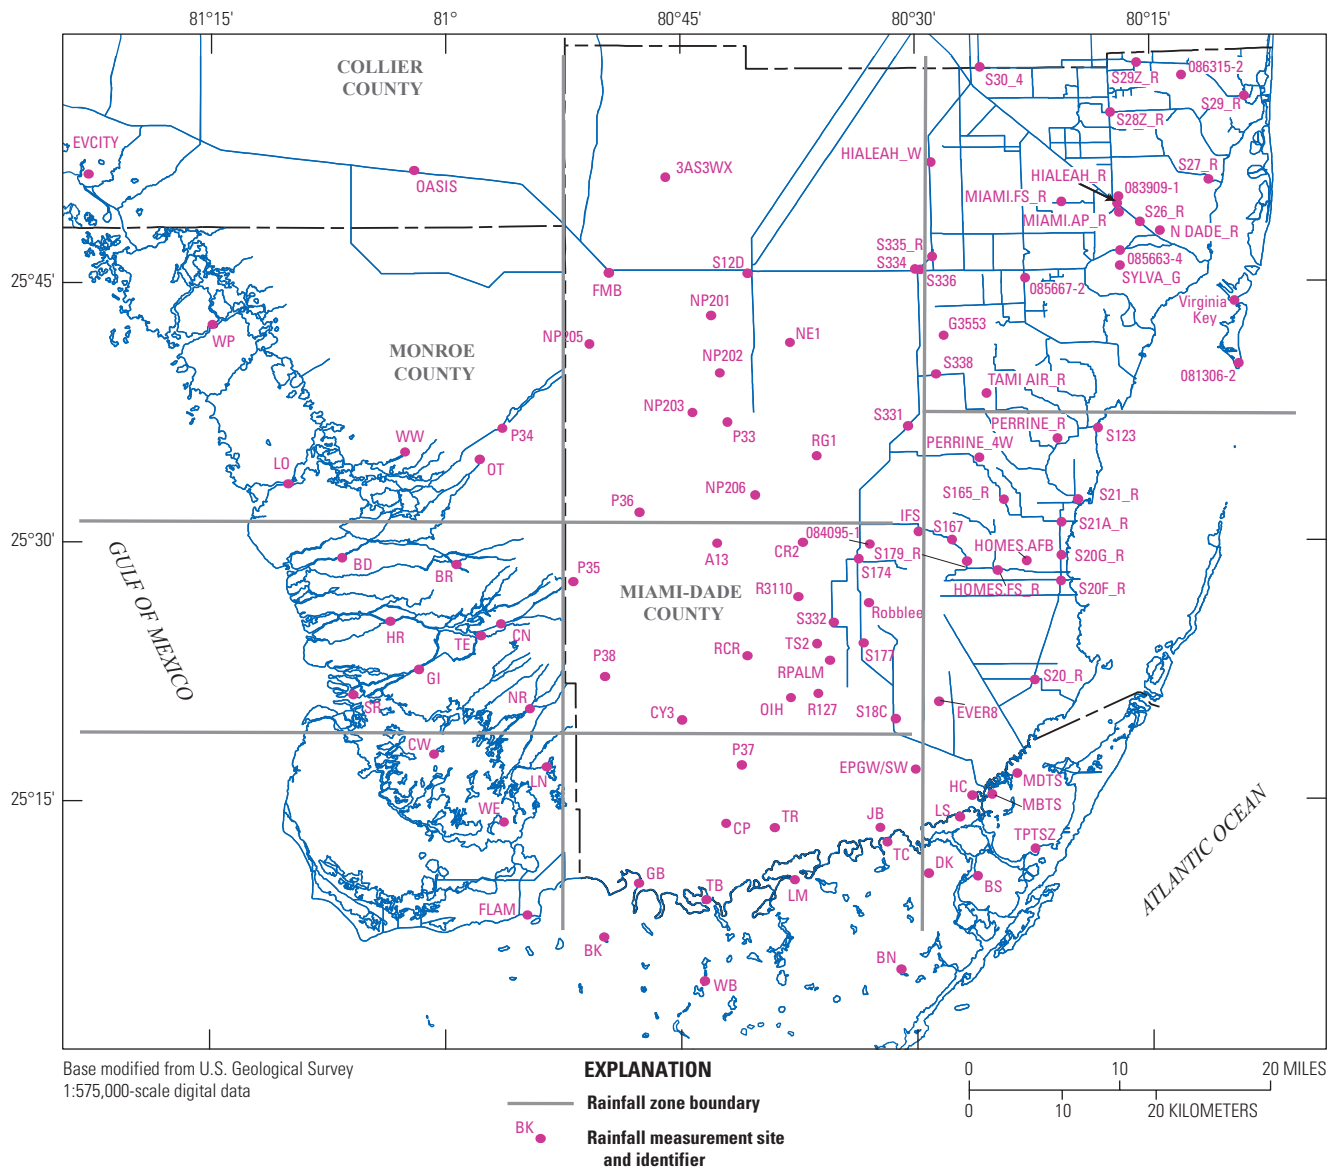 81°15'
81°
80°45'
80°30'
80°15'
COLLIER
COUNTY
S30_4
S29Z_R
086315-2
S29_R
S28Z_R
EVCITY
OASIS
3AS3WX
HIALEAH_W
HIALEAH_R
S27_R
083909-1
MIAMI.FS_R
S26_R
MIAMI.AP_R
N DADE_R
S335_R
S334
S336
085663-4
SYLVA_G
085667-2
25°45'
FMB
S12D
Virginia
Key
WP
NP201
NP205
NE1
G3553
MONROE
COUNTY
NP202
S338
081306-2
TAMI AIR_R
NP203
P33
S331
PERRINE_R
S123
WW
P34
RG1
PERRINE_4W
LO
OT
NP206
S165_R
S21_R
P36
IFS
S21A_R
084095-1
S167
25°30'
GULF OF MEXICO
A13
CR2
S179_R
HOMES.AFB
S20G_R
BD
BR
P35
S174
MIAMI-DADE
COUNTY
R3110
HOMES.FS_R
S20F_R
Robblee
HR
TE
CN
S332
P38
RCR
TS2
S177
GI
RPALM
S20_R
SR
NR
CY3
OIH
R127
S18C
EVER8
CW
P37
EPGW/SW
LN
MDTS
25°15'
HC
MBTS
WE
CP
TR
JB
LS
TPTSZ
TC
DK
BS
GB
TB
LM
ATLANTIC OCEAN
FLAM
BK
BN
WB
Base modified from U.S. Geological Survey
1:575,000-scale digital data
EXPLANATION
Rainfall zone boundary
BK
Rainfall measurement site
and identifier
0 10 20 MILES
0 10 20 KILOMETERS